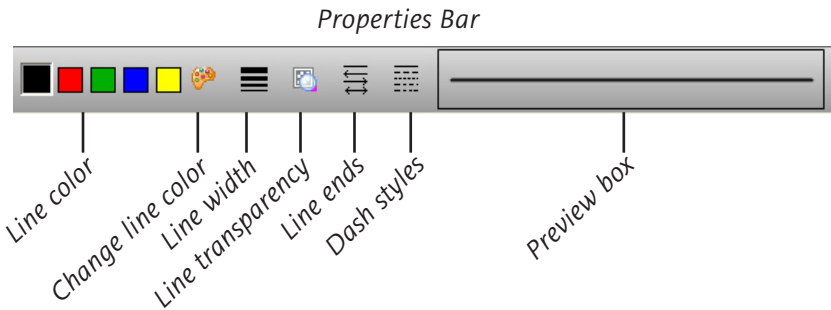 Properties Bar
Line color
Change line color
Line width
Line transparency
Line ends
Dash styles
Preview box